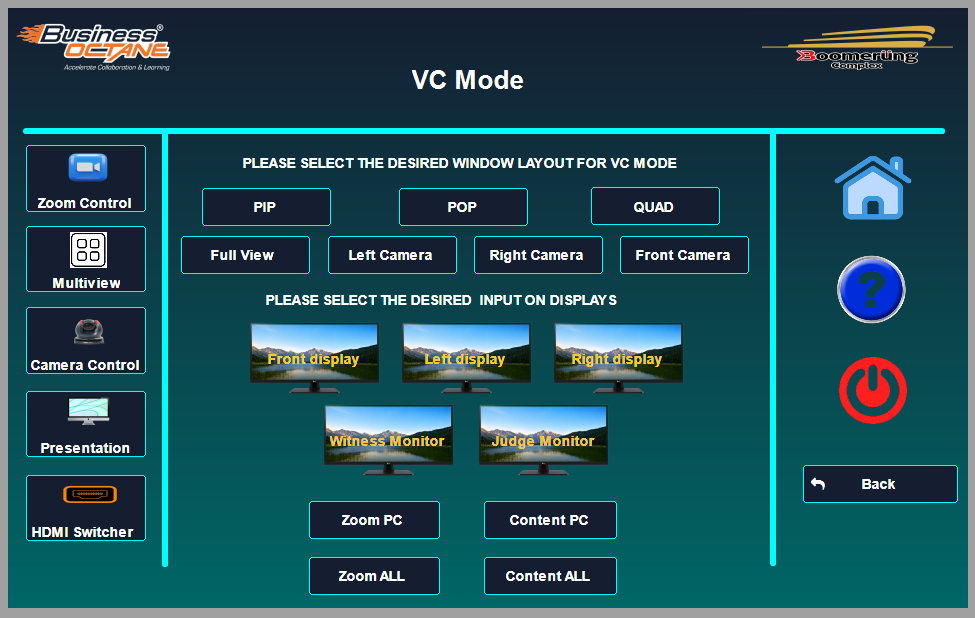 Business®
OCTANE
Accelerate Collaboration & Learning
Boomerüng
Complex
VC Mode
Zoom Control
Multiview
Camera Control
Presentation
HDMI Switcher
PLEASE SELECT THE DESIRED WINDOW LAYOUT FOR VC MODE
PIP
POP
QUAD
Full View
Left Camera
Right Camera
Front Camera
PLEASE SELECT THE DESIRED INPUT ON DISPLAYS
Front display
Left display
Right display
Witness Monitor
Judge Monitor
Zoom PC
Content PC
Zoom ALL
Content ALL
?
Back